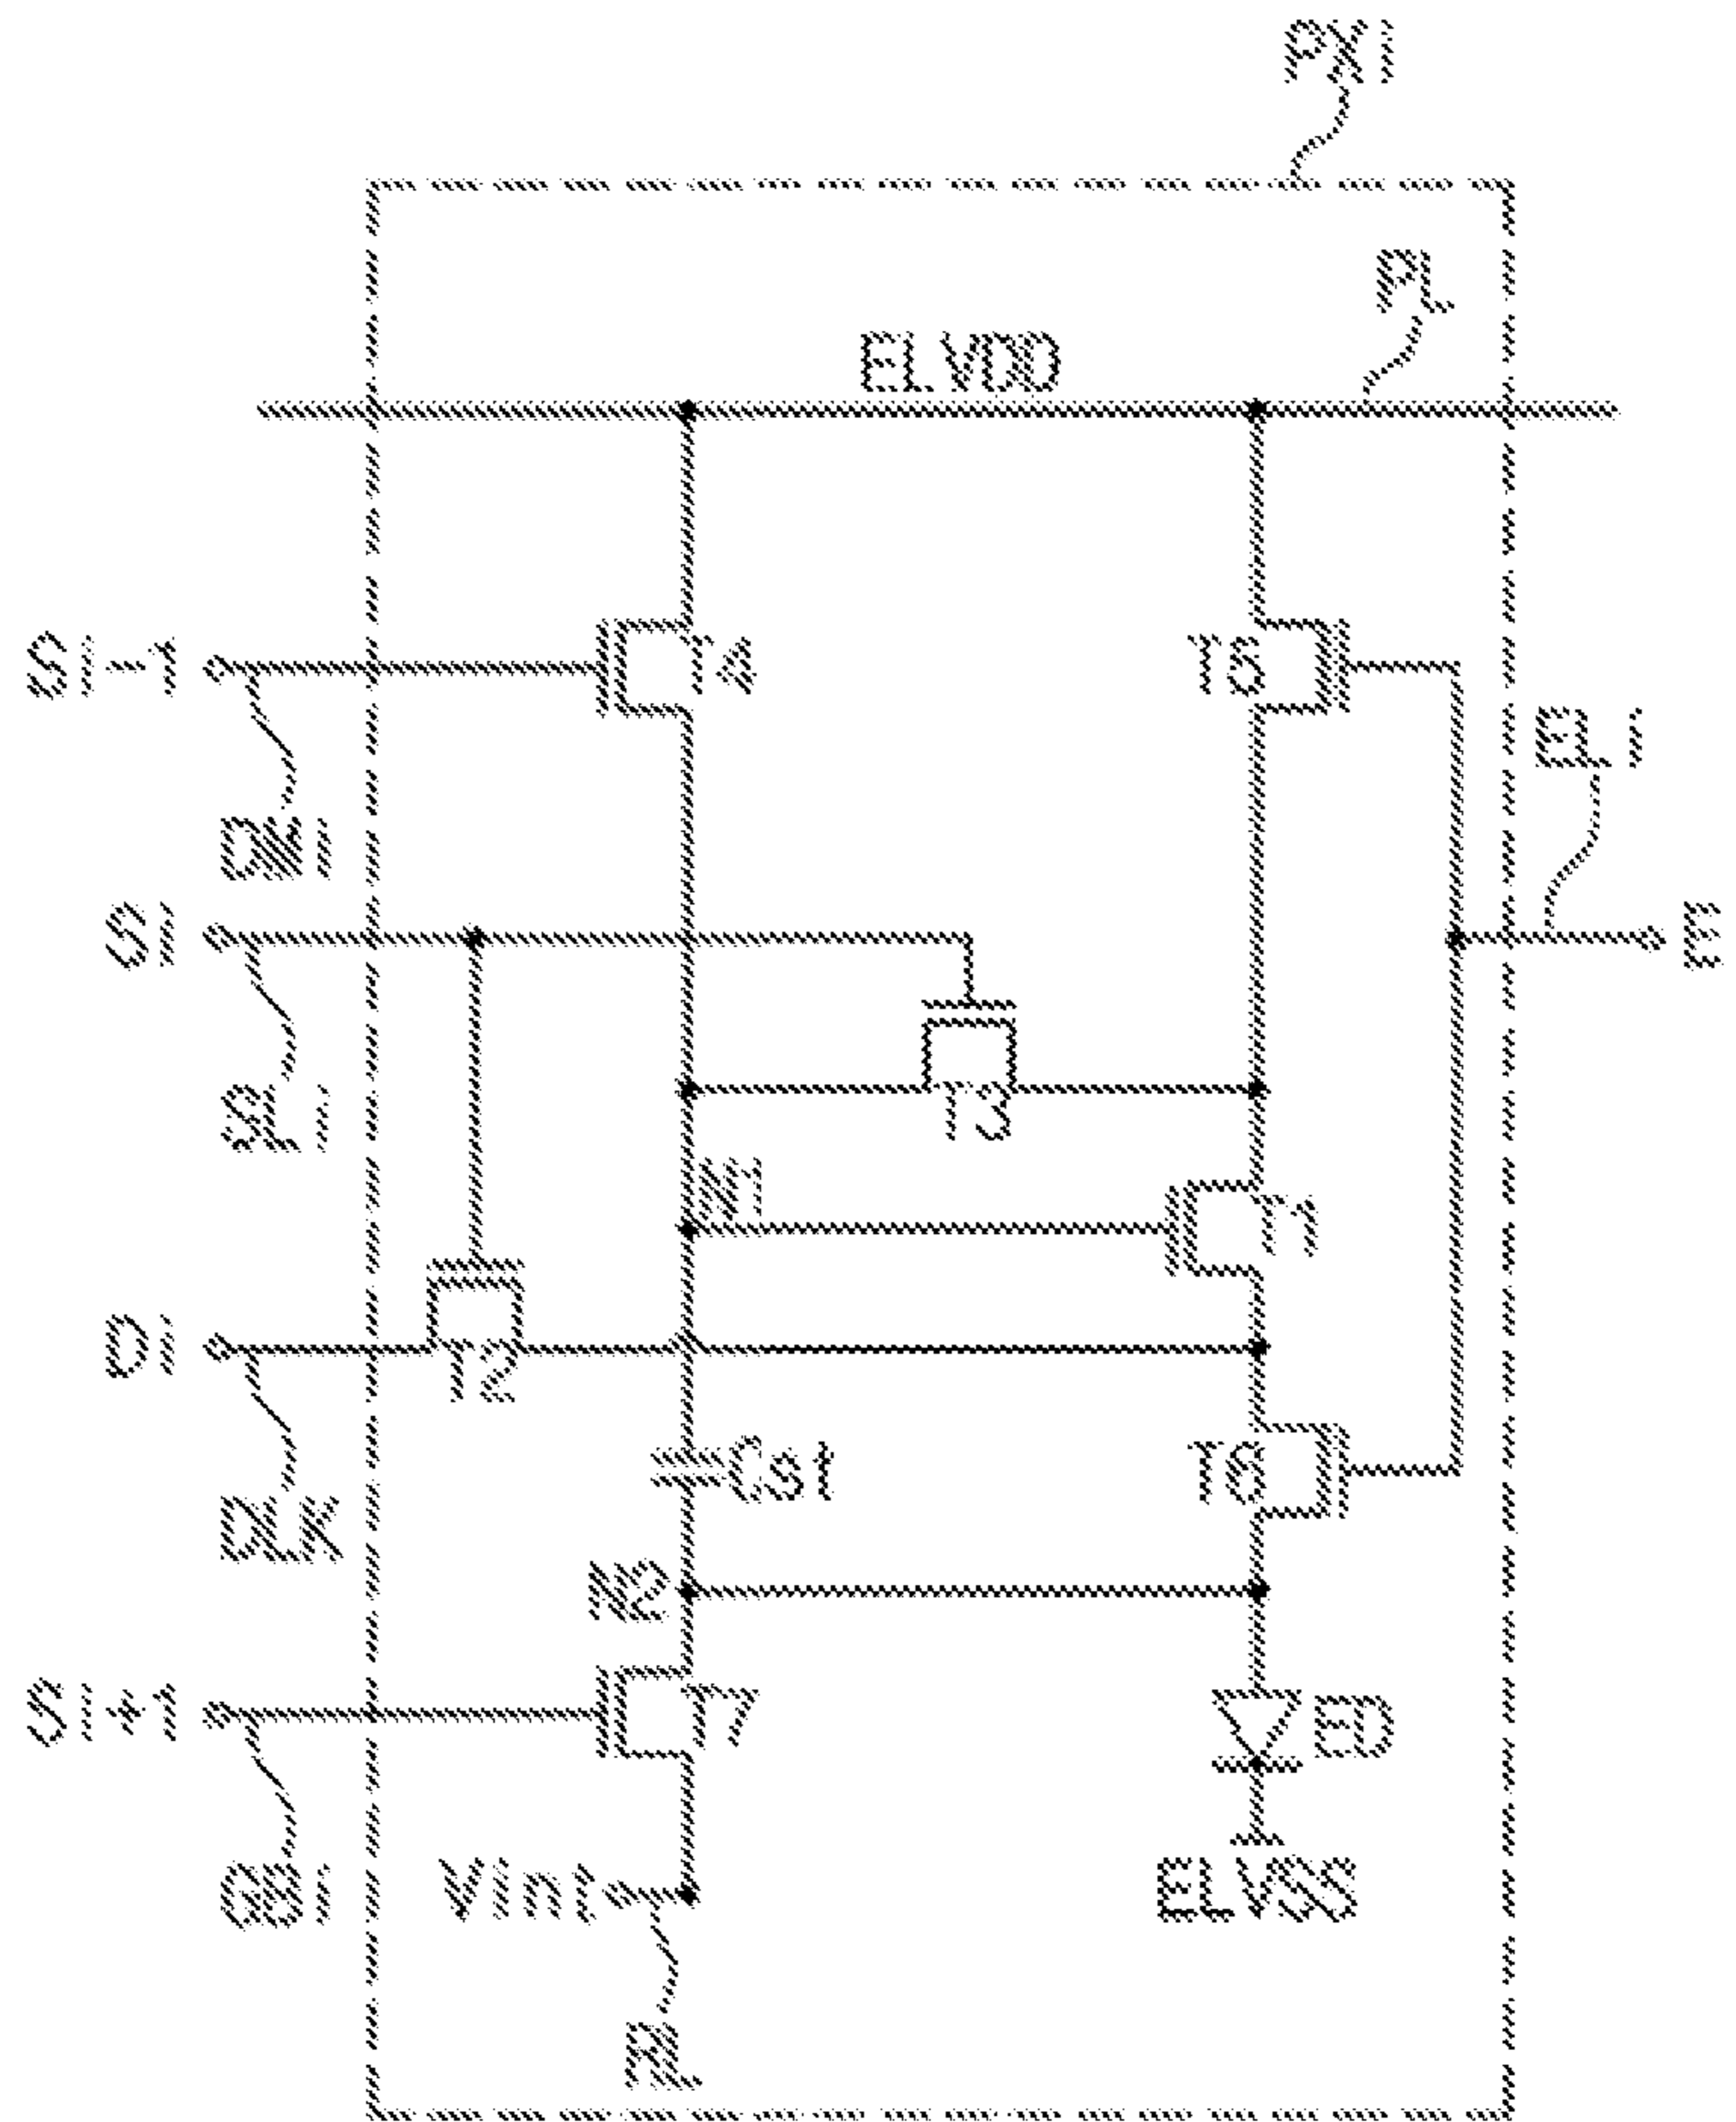 PXi
PL
ELVDD
Si-1
T4
T5
ELi
DMi
Si
E
SLi
T3
N1
T1
Di
T2
Cst
T6
DLK
N2
Si+1
T7
ED
GBi
Vint
ELVSS
RL